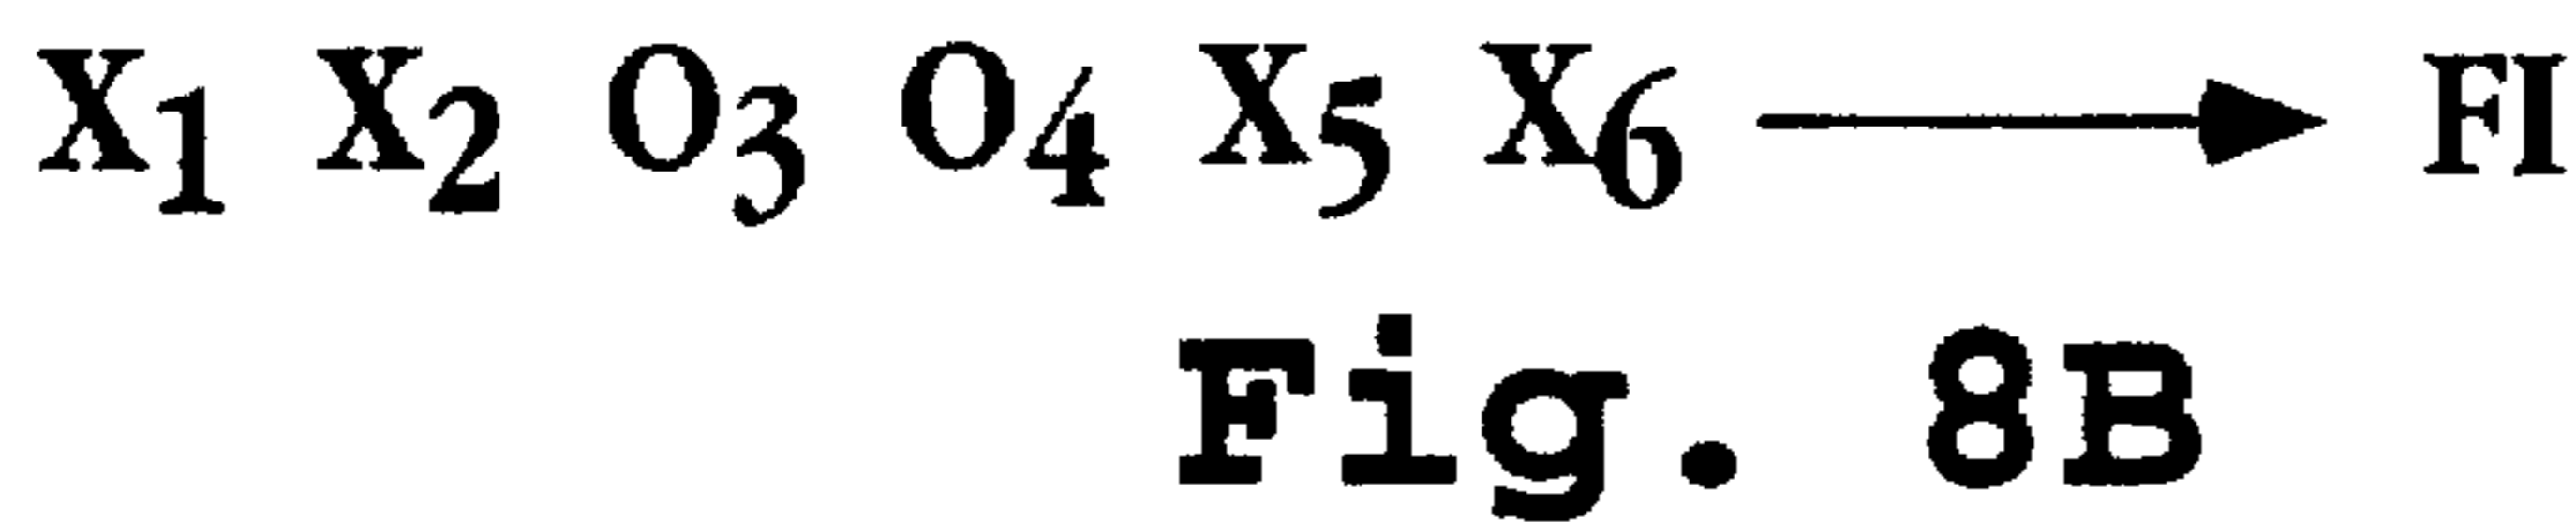 X₁ X₂ O₃ O₄ X₅ X₆ ⟶ FI
Fig. 8B